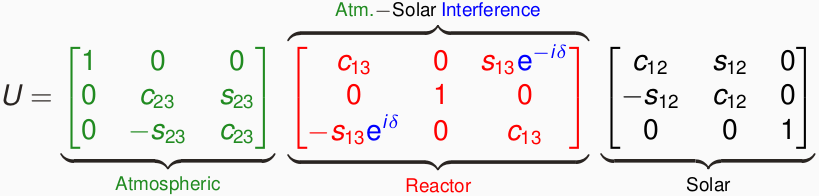 Atm.−Solar Interference
1 0 0 c₁₃ 0 s₁₃e^{−iδ} c₁₂ s₁₂ 0
U = 0 c₂₃ s₂₃ 0 1 0 −s₁₂ c₁₂ 0
0 −s₂₃ c₂₃ −s₁₃e^{iδ} 0 c₁₃ 0 0 1
Atmospheric Reactor Solar